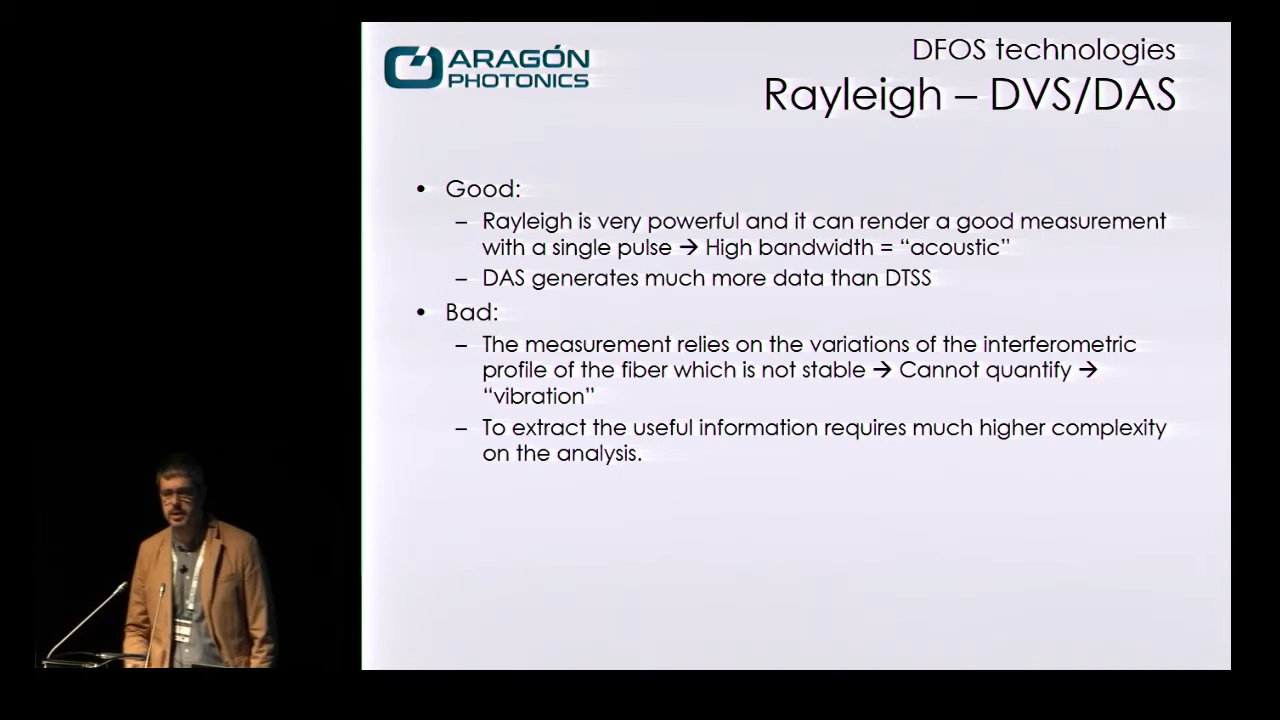 ARAGÓN
PHOTONICS
DFOS technologies
Rayleigh – DVS/DAS
• Good:
– Rayleigh is very powerful and it can render a good measurement
with a single pulse → High bandwidth = “acoustic”
– DAS generates much more data than DTSS
• Bad:
– The measurement relies on the variations of the interferometric
profile of the fiber which is not stable → Cannot quantify →
“vibration”
– To extract the useful information requires much higher complexity
on the analysis.